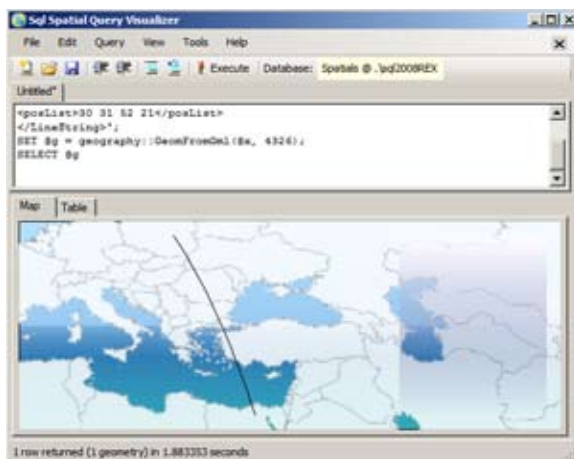 Sql Spatial Query Visualizer
File Edit Query View Tools Help
Execute Database: Spatials @ .\sql2008REX
Untitled*
<posList>30 31 52 21</posList>
</LineString>";
SET @g = geography::GeomFromGml(@x, 4326);
SELECT @g
Map Table
1 row returned (1 geometry) in 1.883353 seconds